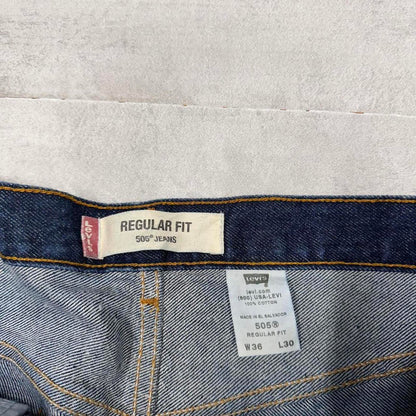 Levi's
REGULAR FIT
505® JEANS
Levi's
levi.com
(800) USA-LEVI
100% COTTON
MADE IN EL SALVADOR
505®
REGULAR FIT
W36 L30